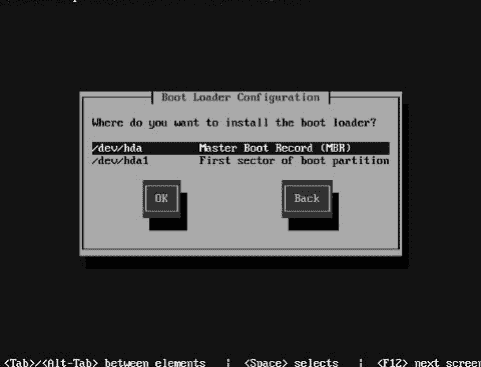 Boot Loader Configuration
Where do you want to install the boot loader?
/dev/hda Master Boot Record (MBR)
/dev/hda1 First sector of boot partition
OK Back
<Tab>/<Alt-Tab> between elements | <Space> selects | <F12> next screen